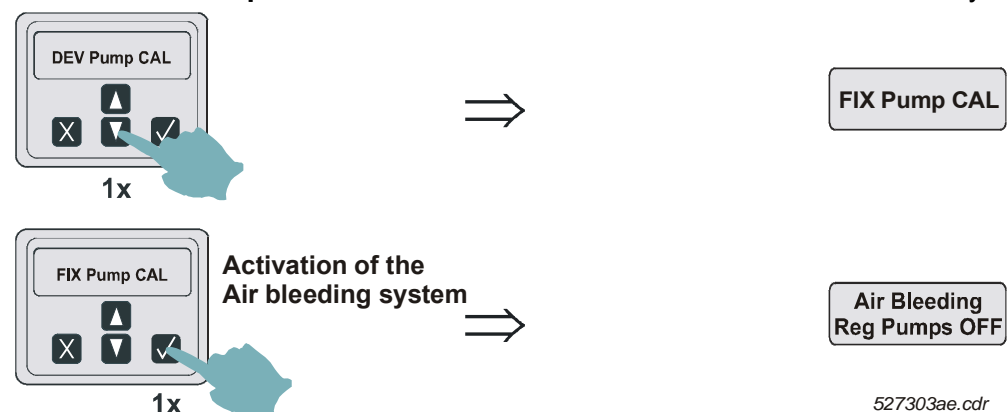 DEV Pump CAL
X
1x
FIX Pump CAL
FIX Pump CAL
X
1x
Activation of the
Air bleeding system
Air Bleeding
Reg Pumps OFF
527303ae.cdr